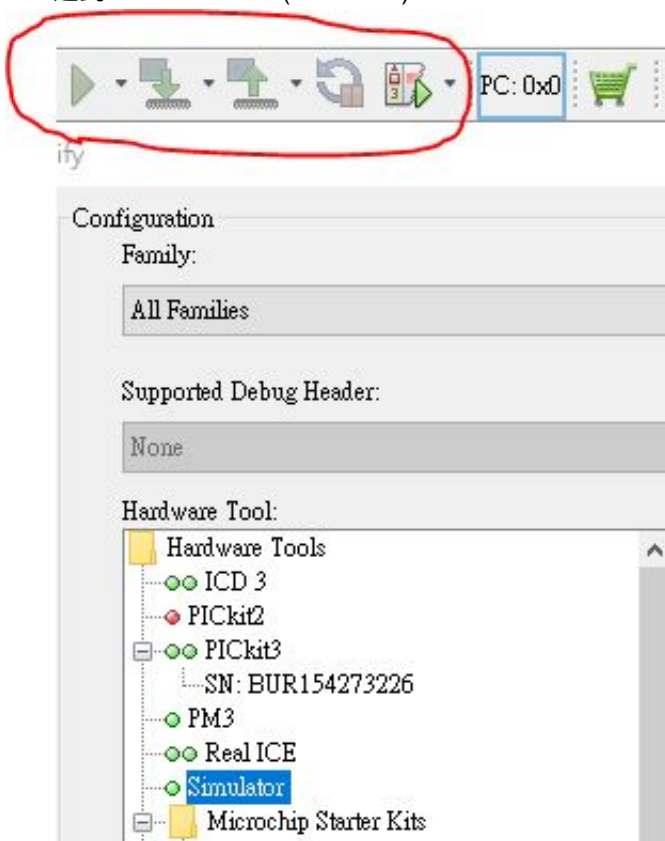 PC: 0x0
ify
Configuration
Family:
All Families
Supported Debug Header:
None
Hardware Tool:
Hardware Tools
ICD 3
PICkit2
PICkit3
SN: BUR154273226
PM3
Real ICE
Simulator
Microchip Starter Kits